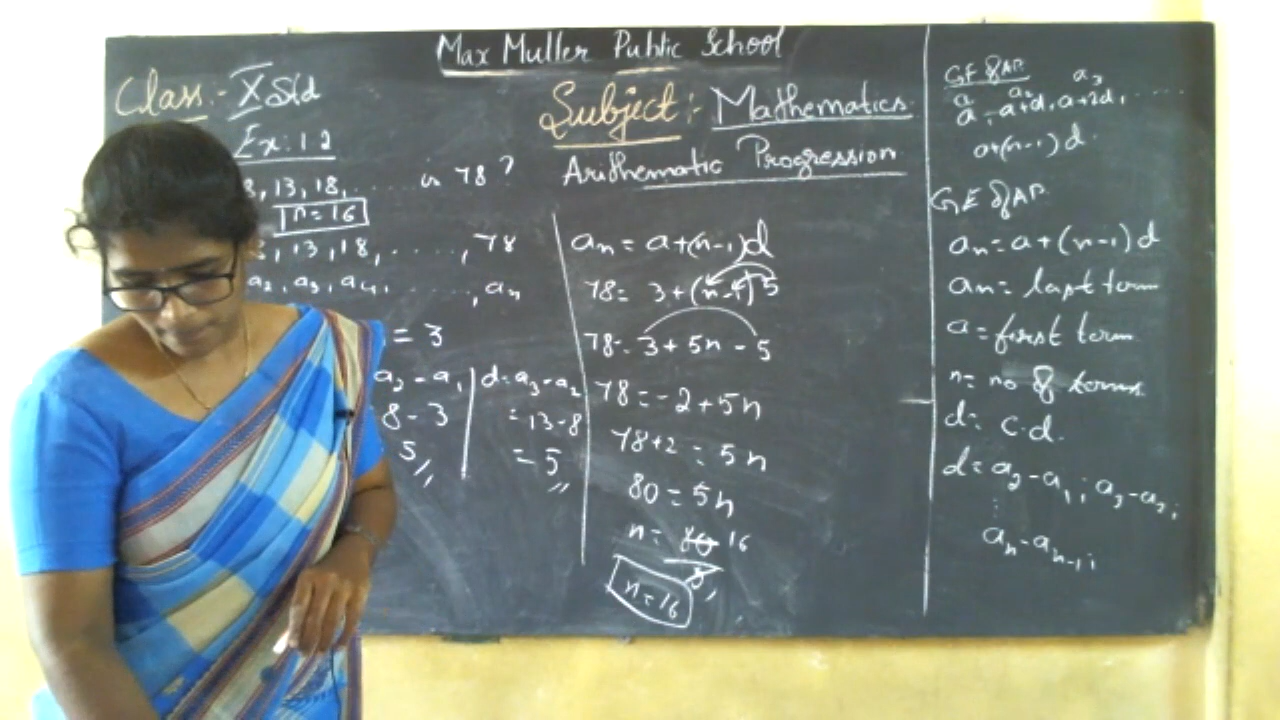 Max Muller Public School
Class:- X Std
Subject:- Mathematics
Arithematic Progression
Ex: 1.2
8, 13, 18, ...... is 78 ?
n = 16
, 13, 18, ......, 78
a2, a3, a4, ......, an
= 3
a2 - a1
8 - 3
5
d = a3 - a2
= 13 - 8
= 5
an = a + (n-1)d
78 = 3 + (n-1)5
78 = 3 + 5n - 5
78 = -2 + 5n
78 + 2 = 5n
80 = 5n
n = 80 16
n = 16
GF of AP
a a2 a3
a, a+d, a+2d, ......
a+(n-1)d
GE of AP
an = a + (n-1)d
an = last term
a = first term
n = no of terms
d = c.d.
d = a2 - a1; a3 - a2;
an - an-1;